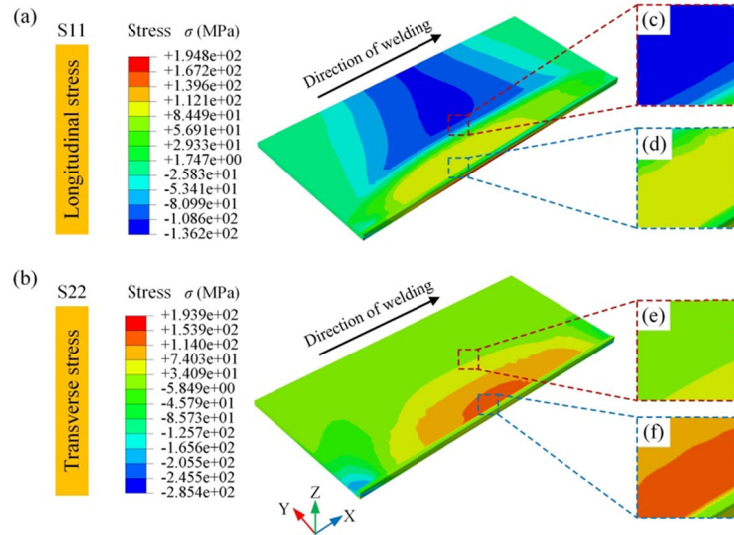 (a)
S11
Longitudinal stress
Stress σ (MPa)
+1.948e+02
+1.672e+02
+1.396e+02
+1.121e+02
+8.449e+01
+5.691e+01
+2.933e+01
+1.747e+00
-2.583e+01
-5.341e+01
-8.099e+01
-1.086e+02
-1.362e+02
Direction of welding
(c)
(d)
(b)
S22
Transverse stress
Stress σ (MPa)
+1.939e+02
+1.539e+02
+1.140e+02
+7.403e+01
+3.409e+01
-5.849e+00
-4.579e+01
-8.573e+01
-1.257e+02
-1.656e+02
-2.055e+02
-2.455e+02
-2.854e+02
Direction of welding
Z
Y
X
(e)
(f)